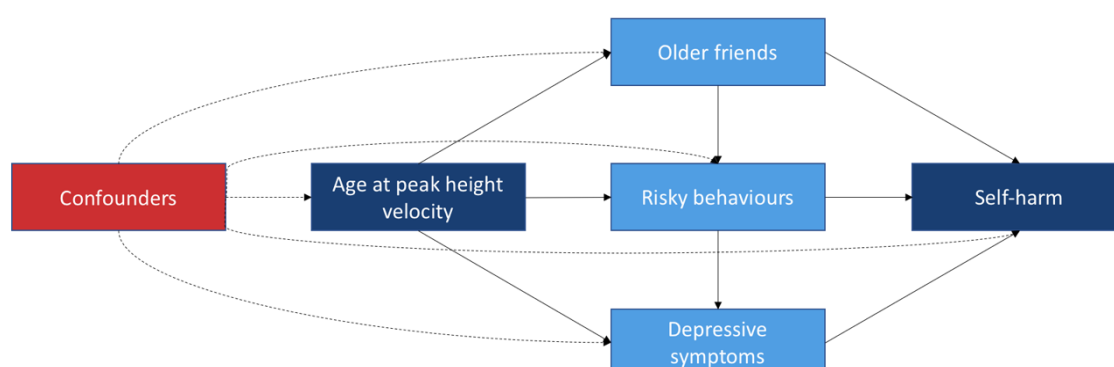 Older friends
Confounders
Age at peak height
velocity
Risky behaviours
Self-harm
Depressive
symptoms